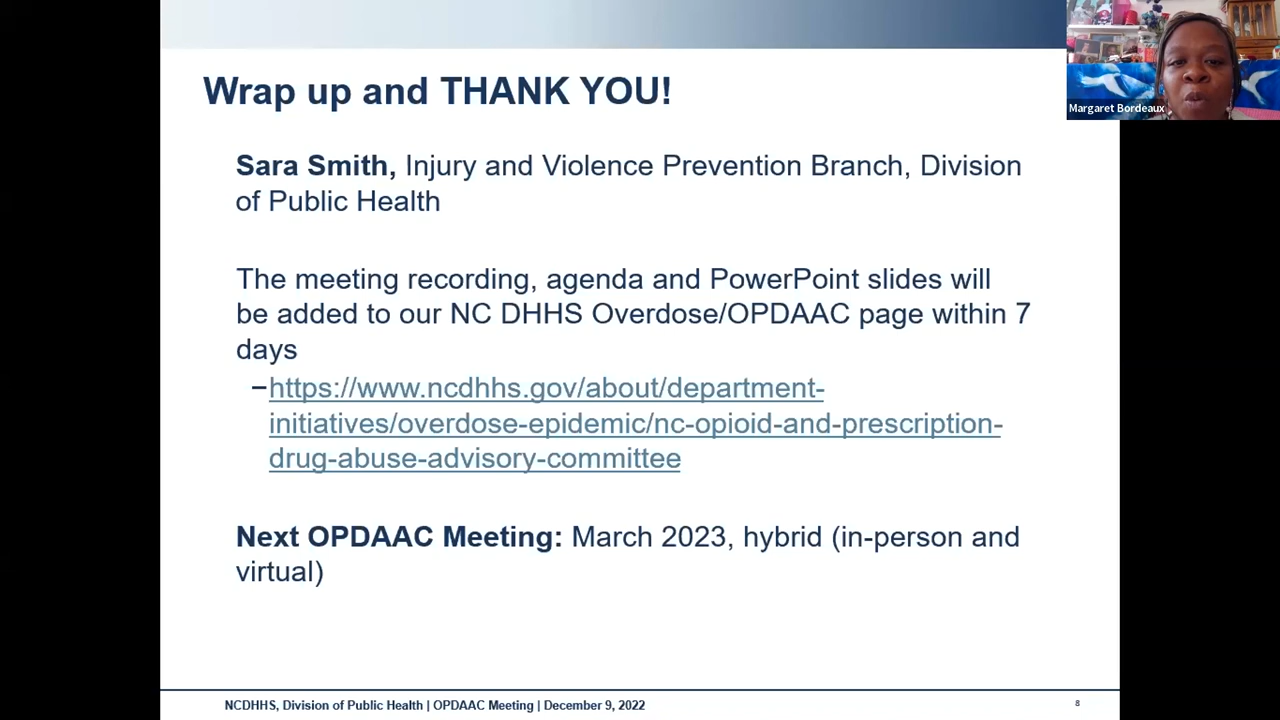 Wrap up and THANK YOU!
Margaret Bordeaux
Sara Smith, Injury and Violence Prevention Branch, Division
of Public Health
The meeting recording, agenda and PowerPoint slides will
be added to our NC DHHS Overdose/OPDAAC page within 7
days
–https://www.ncdhhs.gov/about/department-
initiatives/overdose-epidemic/nc-opioid-and-prescription-
drug-abuse-advisory-committee
Next OPDAAC Meeting: March 2023, hybrid (in-person and
virtual)
NCDHHS, Division of Public Health | OPDAAC Meeting | December 9, 2022
8